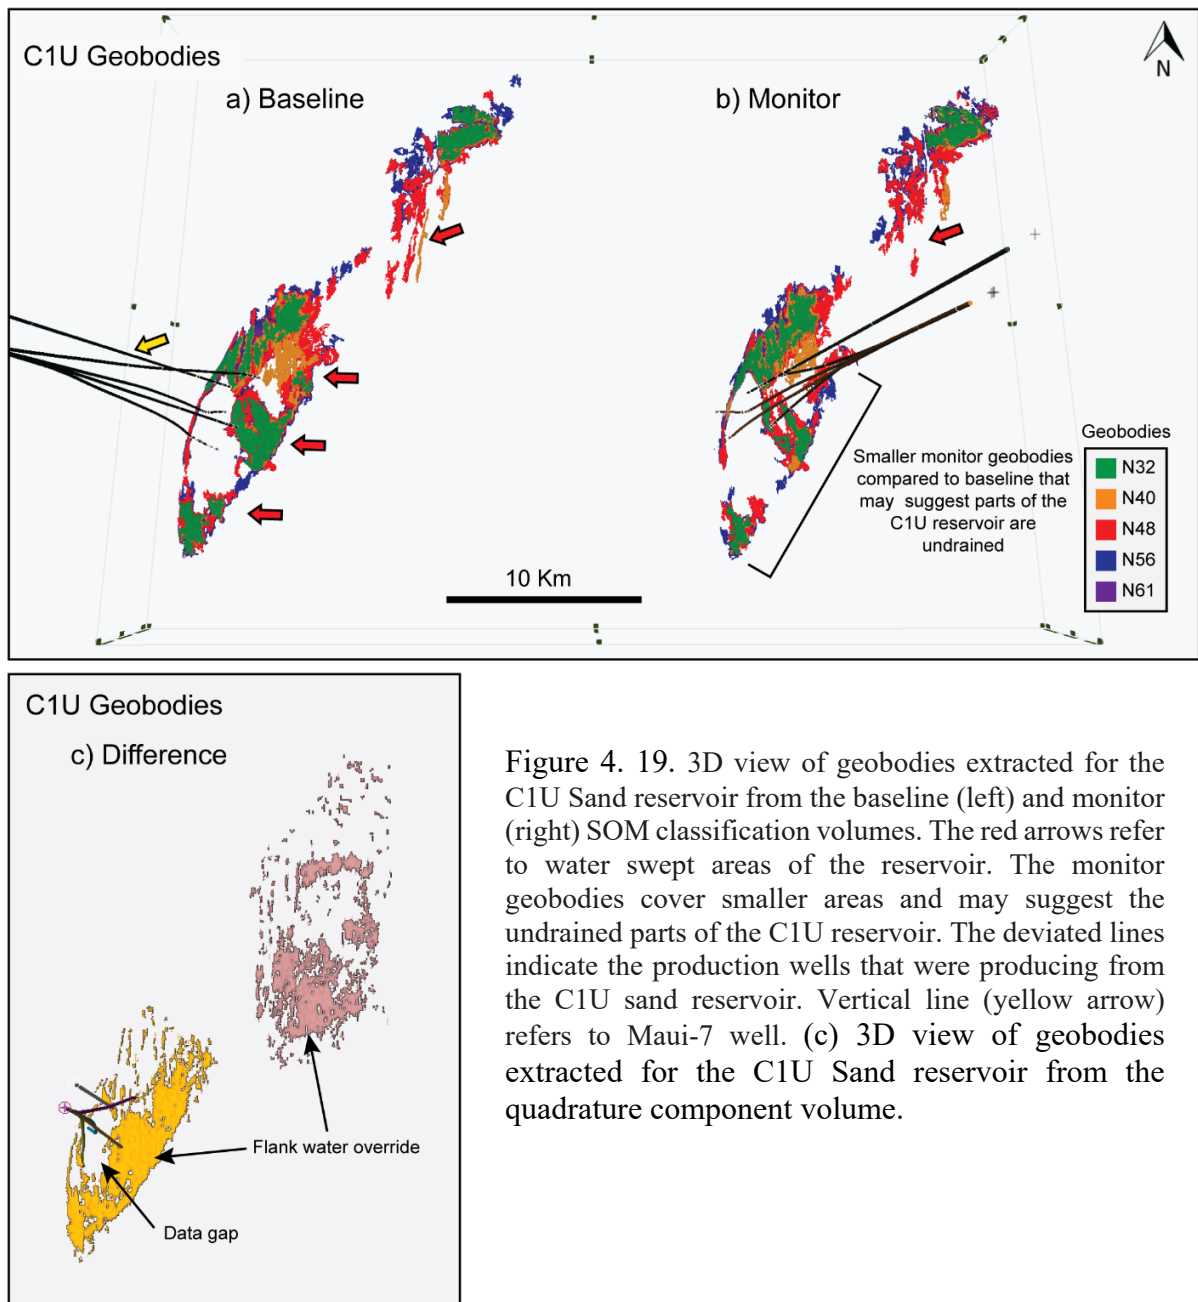 C1U Geobodies
a) Baseline
b) Monitor
N
Smaller monitor geobodies
compared to baseline that
may suggest parts of the
C1U reservoir are
undrained
Geobodies
N32
N40
N48
N56
N61
10 Km
C1U Geobodies
c) Difference
Flank water override
Data gap
Figure 4. 19. 3D view of geobodies extracted for the
C1U Sand reservoir from the baseline (left) and monitor
(right) SOM classification volumes. The red arrows refer
to water swept areas of the reservoir. The monitor
geobodies cover smaller areas and may suggest the
undrained parts of the C1U reservoir. The deviated lines
indicate the production wells that were producing from
the C1U sand reservoir. Vertical line (yellow arrow)
refers to Maui-7 well. (c) 3D view of geobodies
extracted for the C1U Sand reservoir from the
quadrature component volume.